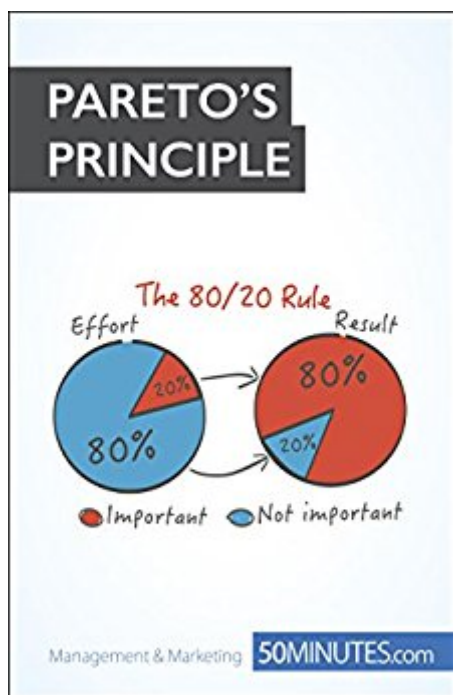 PARETO'S
PRINCIPLE
The 80/20 Rule
Effort
Result
20%
80%
80%
20%
Important
Not important
Management & Marketing 50MINUTES.com